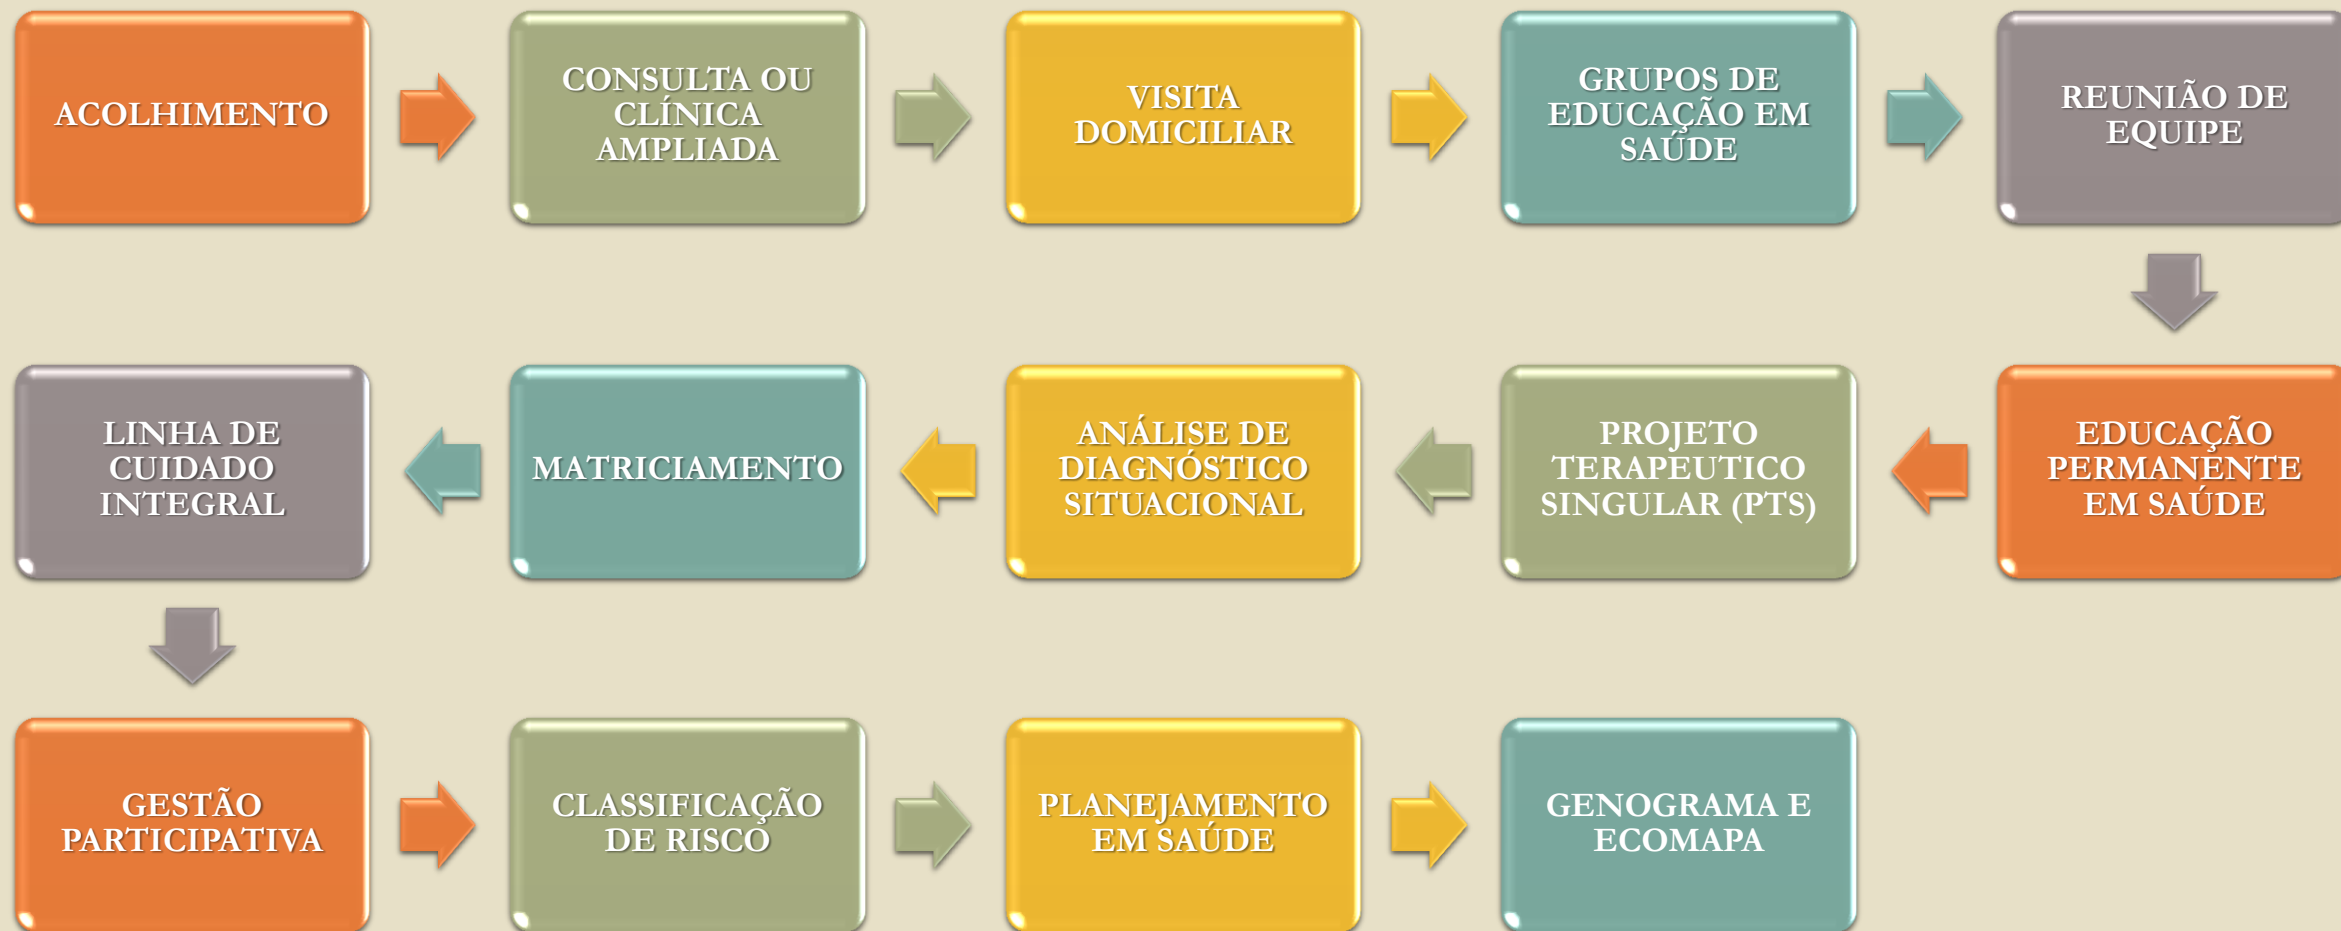 ACOLHIMENTO
CONSULTA OU
CLÍNICA
AMPLIADA
VISITA
DOMICILIAR
GRUPOS DE
EDUCAÇÃO EM
SAÚDE
REUNIÃO DE
EQUIPE
EDUCAÇÃO
PERMANENTE
EM SAÚDE
PROJETO
TERAPEUTICO
SINGULAR (PTS)
ANÁLISE DE
DIAGNÓSTICO
SITUACIONAL
MATRICIAMENTO
LINHA DE
CUIDADO
INTEGRAL
GESTÃO
PARTICIPATIVA
CLASSIFICAÇÃO
DE RISCO
PLANEJAMENTO
EM SAÚDE
GENOGRAMA E
ECOMAPA